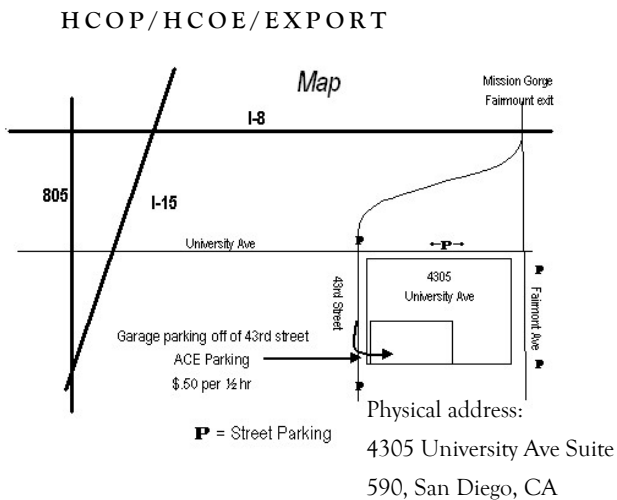 HCOP/HCOE/EXPORT
Map
Mission Gorge
Fairmount exit
I-8
805
I-15
University Ave
P
P
43rd Street
4305
University Ave
P
Fairmont Ave
P
Garage parking off of 43rd street
ACE Parking
$.50 per ½ hr
P
P = Street Parking
Physical address:
4305 University Ave Suite
590, San Diego, CA